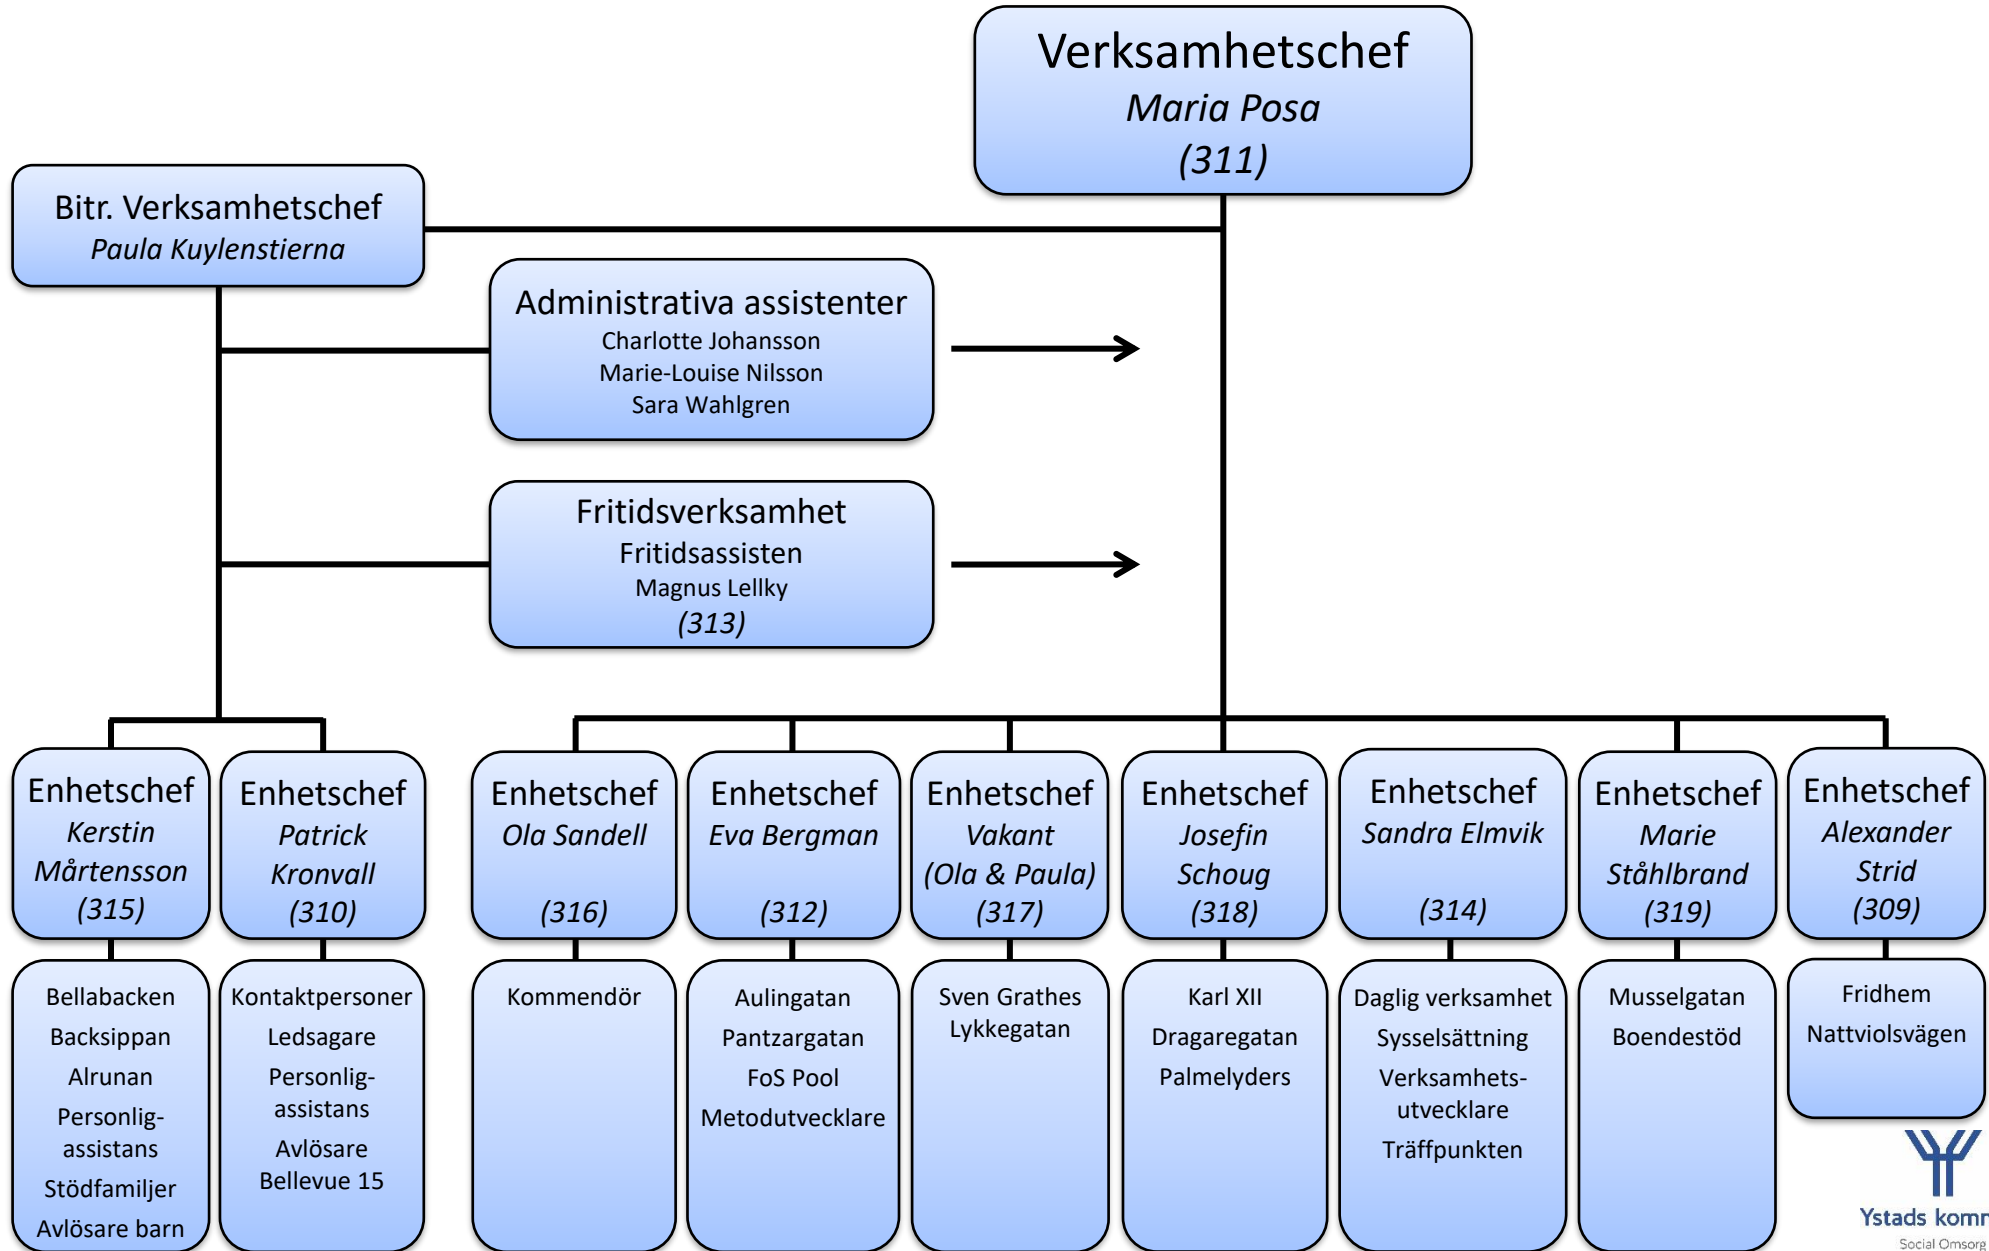 Verksamhetschef
Maria Posa
(311)
Bitr. Verksamhetschef
Paula Kuylenstierna
Administrativa assistenter
Charlotte Johansson
Marie-Louise Nilsson
Sara Wahlgren
Fritidsverksamhet
Fritidsassisten
Magnus Lellky
(313)
Enhetschef
Kerstin
Mårtensson
(315)
Enhetschef
Patrick
Kronvall
(310)
Enhetschef
Ola Sandell
(316)
Enhetschef
Eva Bergman
(312)
Enhetschef
Vakant
(Ola & Paula)
(317)
Enhetschef
Josefin
Schoug
(318)
Enhetschef
Sandra Elmvik
(314)
Enhetschef
Marie
Ståhlbrand
(319)
Enhetschef
Alexander
Strid
(309)
Bellabacken
Backsippan
Alrunan
Personlig-
assistans
Stödfamiljer
Avlösare barn
Kontaktpersoner
Ledsagare
Personlig-
assistans
Avlösare
Bellevue 15
Kommendör
Aulingatan
Pantzargatan
FoS Pool
Metodutvecklare
Sven Grathes
Lykkegatan
Karl XII
Dragaregatan
Palmelyders
Daglig verksamhet
Sysselsättning
Verksamhets-
utvecklare
Träffpunkten
Musselgatan
Boendestöd
Fridhem
Nattviolsvägen
Ystads
Social Omsorg